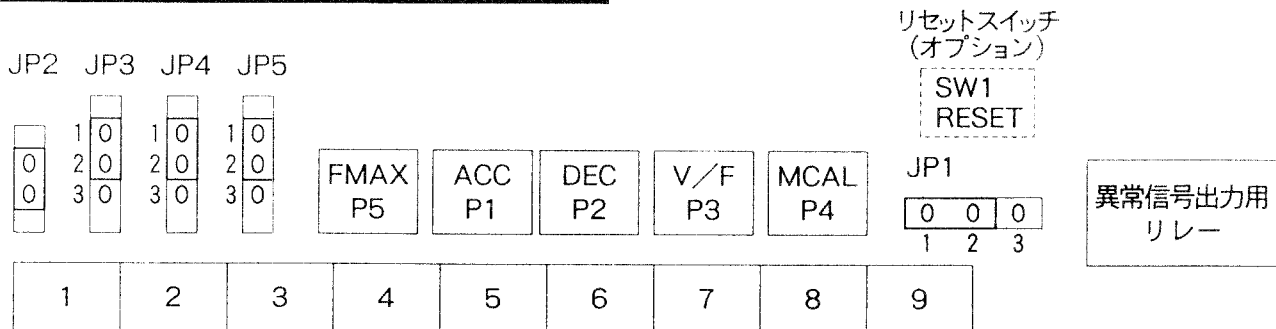 リセットスイッチ
(オプション)
JP2 JP3 JP4 JP5
SW1
RESET
1 0 1 0 1 0
0 2 0 2 0 2 0
0 3 0 3 0 3 0
FMAX
P5
ACC
P1
DEC
P2
V/F
P3
MCAL
P4
JP1
0 0 0
1 2 3
異常信号出力用
リレー
1 2 3 4 5 6 7 8 9